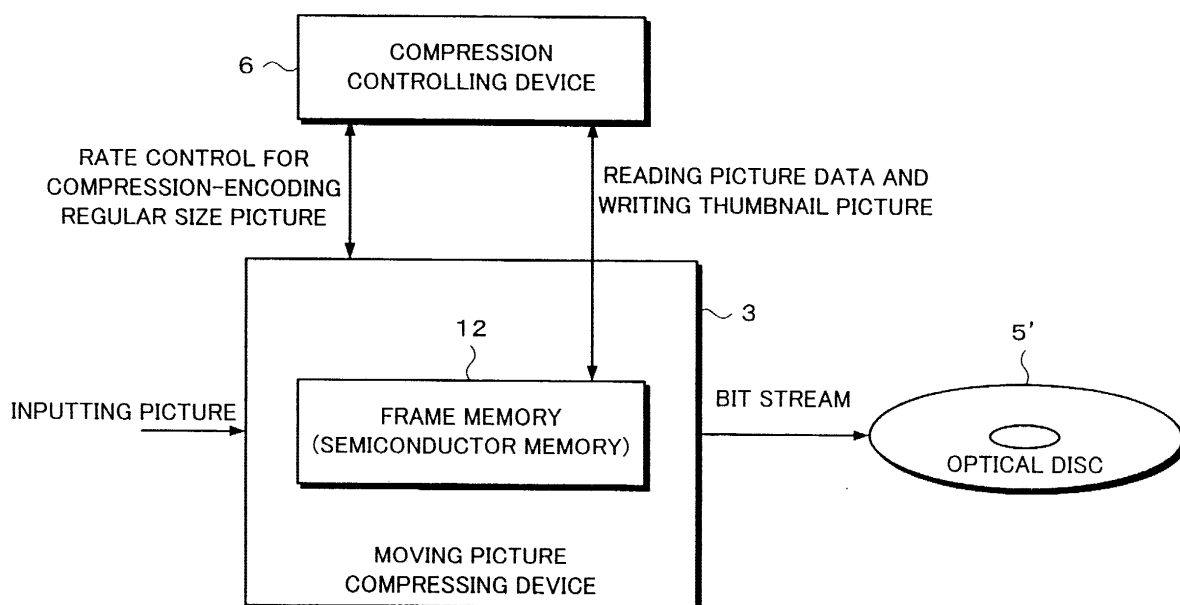 COMPRESSION
CONTROLLING DEVICE
6
RATE CONTROL FOR
COMPRESSION-ENCODING
REGULAR SIZE PICTURE
READING PICTURE DATA AND
WRITING THUMBNAIL PICTURE
3
12
5'
INPUTTING PICTURE
FRAME MEMORY
(SEMICONDUCTOR MEMORY)
BIT STREAM
OPTICAL DISC
MOVING PICTURE
COMPRESSING DEVICE